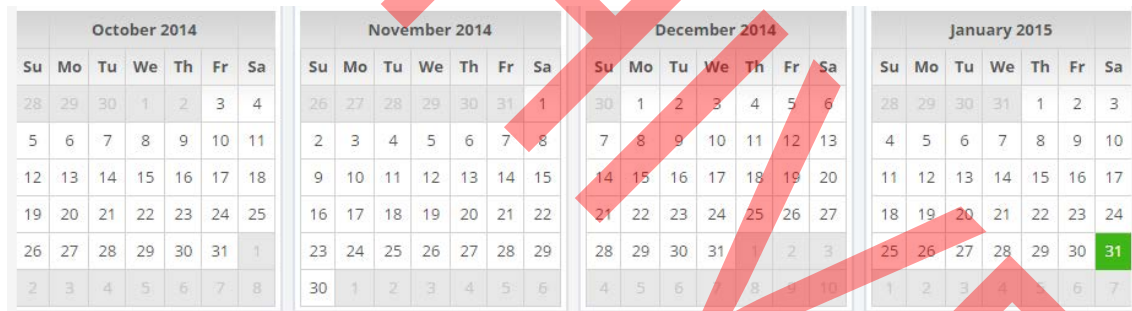 October 2014
Su Mo Tu We Th Fr Sa
28 29 30 1 2 3 4
5 6 7 8 9 10 11
12 13 14 15 16 17 18
19 20 21 22 23 24 25
26 27 28 29 30 31 1
2 3 4 5 6 7 8
November 2014
Su Mo Tu We Th Fr Sa
26 27 28 29 30 31 1
2 3 4 5 6 7 8
9 10 11 12 13 14 15
16 17 18 19 20 21 22
23 24 25 26 27 28 29
30 1 2 3 4 5 6
December 2014
Su Mo Tu We Th Fr Sa
30 1 2 3 4 5 6
7 8 9 10 11 12 13
14 15 16 17 18 19 20
21 22 23 24 25 26 27
28 29 30 31 1 2 3
4 5 6 7 8 9 10
January 2015
Su Mo Tu We Th Fr Sa
28 29 30 31 1 2 3
4 5 6 7 8 9 10
11 12 13 14 15 16 17
18 19 20 21 22 23 24
25 26 27 28 29 30 31
1 2 3 4 5 6 7